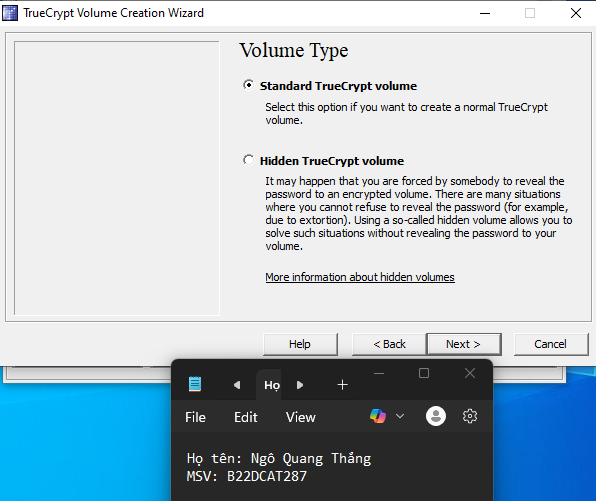 TrueCrypt Volume Creation Wizard
Volume Type
Standard TrueCrypt volume
Select this option if you want to create a normal TrueCrypt
volume.
Hidden TrueCrypt volume
It may happen that you are forced by somebody to reveal the
password to an encrypted volume. There are many situations
where you cannot refuse to reveal the password (for example,
due to extortion). Using a so-called hidden volume allows you to
solve such situations without revealing the password to your
volume.
More information about hidden volumes
Help < Back Next > Cancel
Họ
File Edit View
Họ tên: Ngô Quang Thắng
MSV: B22DCAT287